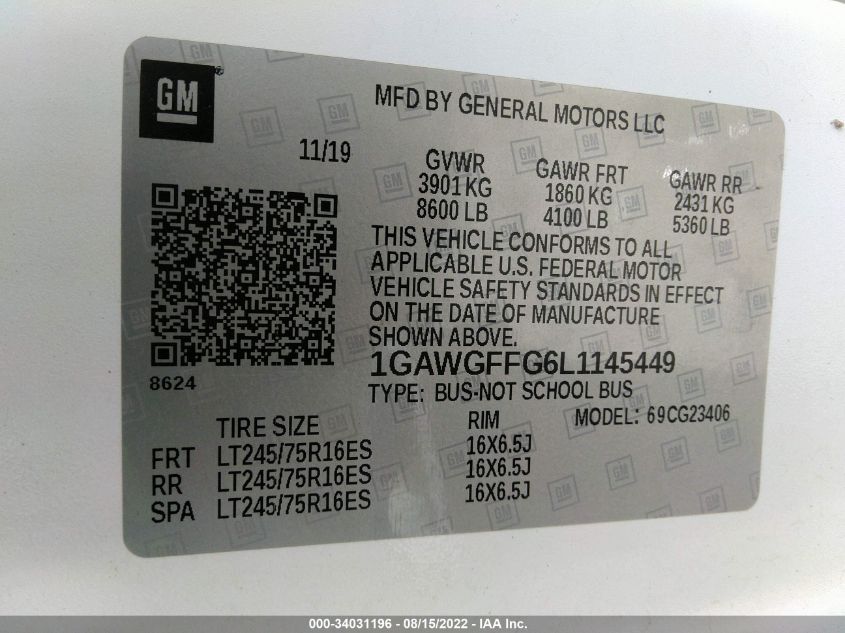 GM
MFD BY GENERAL MOTORS LLC
11/19
GVWR GAWR FRT GAWR RR
3901 KG 1860 KG 2431 KG
8600 LB 4100 LB 5360 LB
THIS VEHICLE CONFORMS TO ALL
APPLICABLE U.S. FEDERAL MOTOR
VEHICLE SAFETY STANDARDS IN EFFECT
ON THE DATE OF MANUFACTURE
SHOWN ABOVE.
8624
1GAWGFFG6L1145449
TYPE: BUS-NOT SCHOOL BUS
TIRE SIZE RIM MODEL: 69CG23406
FRT LT245/75R16ES 16X6.5J
RR LT245/75R16ES 16X6.5J
SPA LT245/75R16ES 16X6.5J
000-34031196 - 08/15/2022 - IAA Inc.